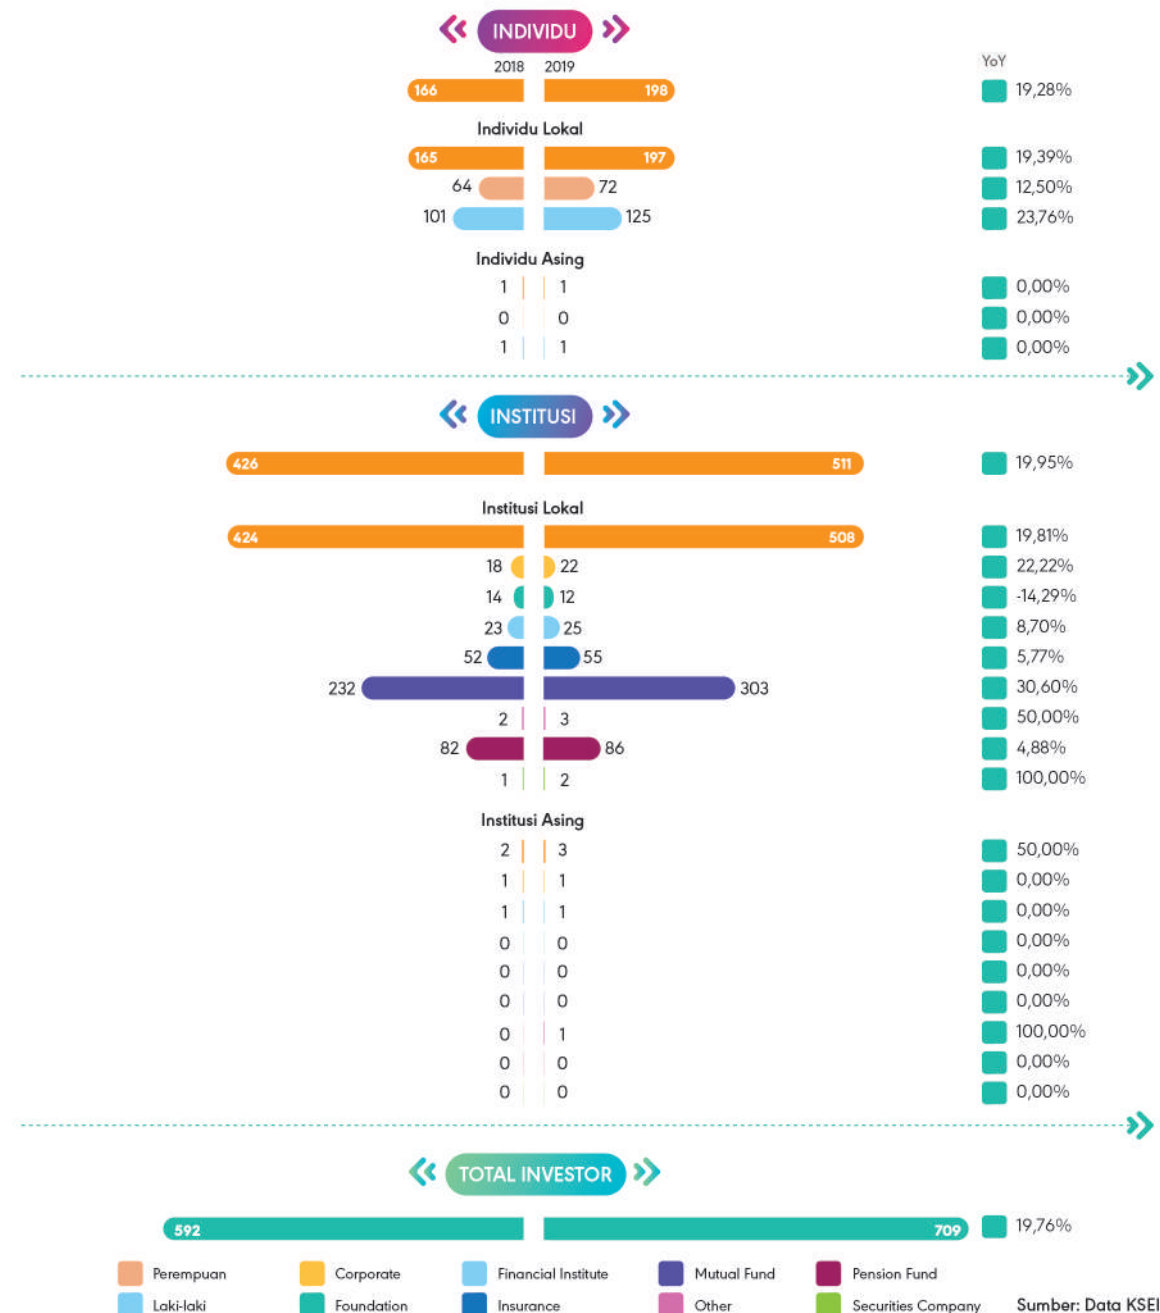 INDIVIDU
2018 2019 YoY
166 198 19,28%
Individu Lokal
165 197 19,39%
64 72 12,50%
101 125 23,76%
Individu Asing
1 1 0,00%
0 0 0,00%
1 1 0,00%
INSTITUSI
426 511 19,95%
Institusi Lokal
424 508 19,81%
18 22 22,22%
14 12 -14,29%
23 25 8,70%
52 55 5,77%
232 303 30,60%
2 3 50,00%
82 86 4,88%
1 2 100,00%
Institusi Asing
2 3 50,00%
1 1 0,00%
1 1 0,00%
0 0 0,00%
0 0 0,00%
0 0 0,00%
0 1 100,00%
0 0 0,00%
0 0 0,00%
TOTAL INVESTOR
592 709 19,76%
Perempuan Corporate Financial Institute Mutual Fund Pension Fund
Laki-laki Foundation Insurance Other Securities Company Sumber: Data KSEI